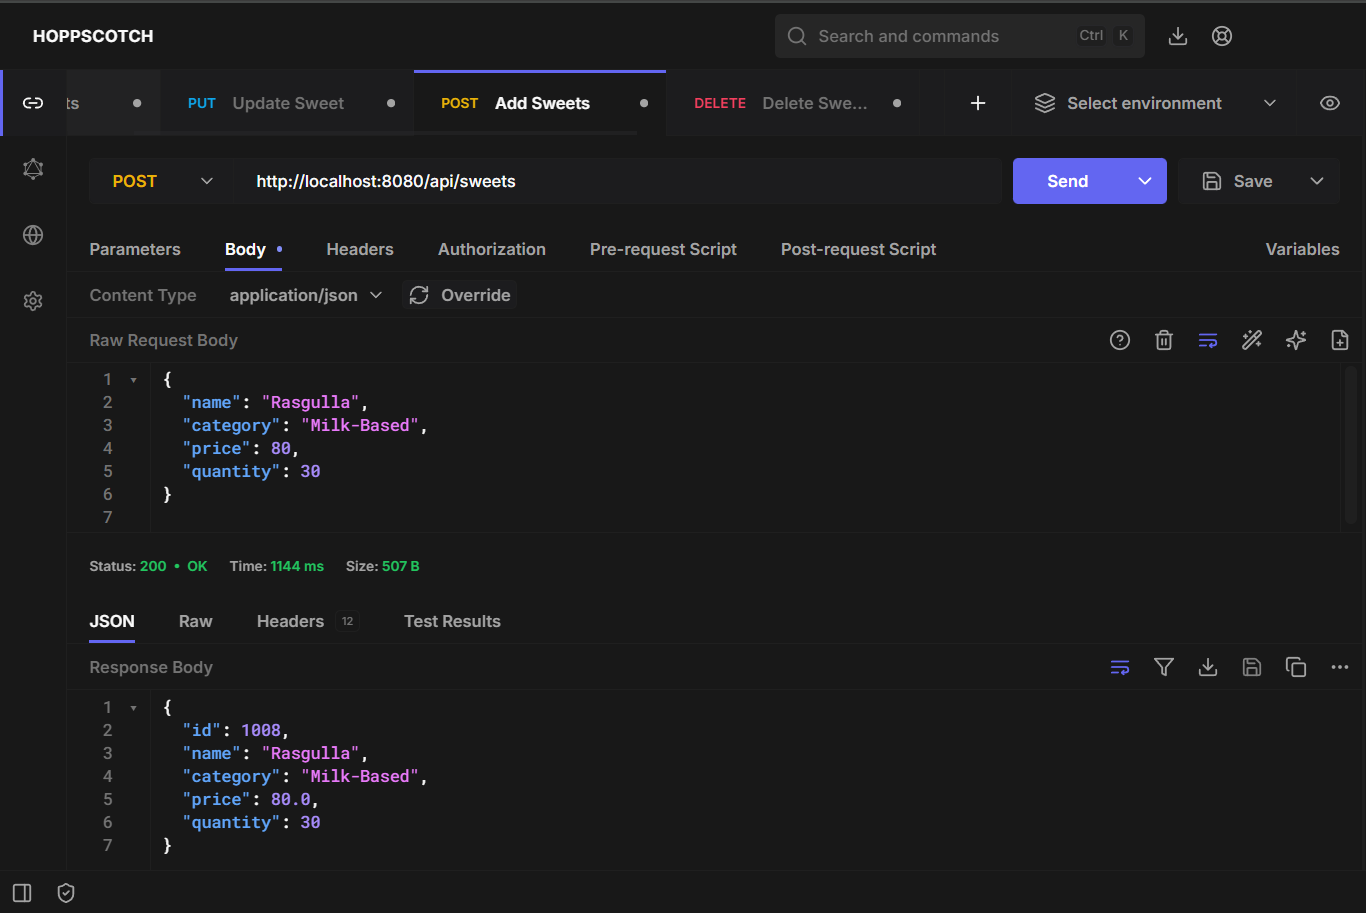 HOPPSCOTCH
Search and commands Ctrl K
ts PUT Update Sweet POST Add Sweets DELETE Delete Swe... Select environment
POST http://localhost:8080/api/sweets Send Save
Parameters Body Headers Authorization Pre-request Script Post-request Script Variables
Content Type application/json Override
Raw Request Body
1 {
2 "name": "Rasgulla",
3 "category": "Milk-Based",
4 "price": 80,
5 "quantity": 30
6 }
7
Status: 200 • OK Time: 1144 ms Size: 507 B
JSON Raw Headers 12 Test Results
Response Body
1 {
2 "id": 1008,
3 "name": "Rasgulla",
4 "category": "Milk-Based",
5 "price": 80.0,
6 "quantity": 30
7 }